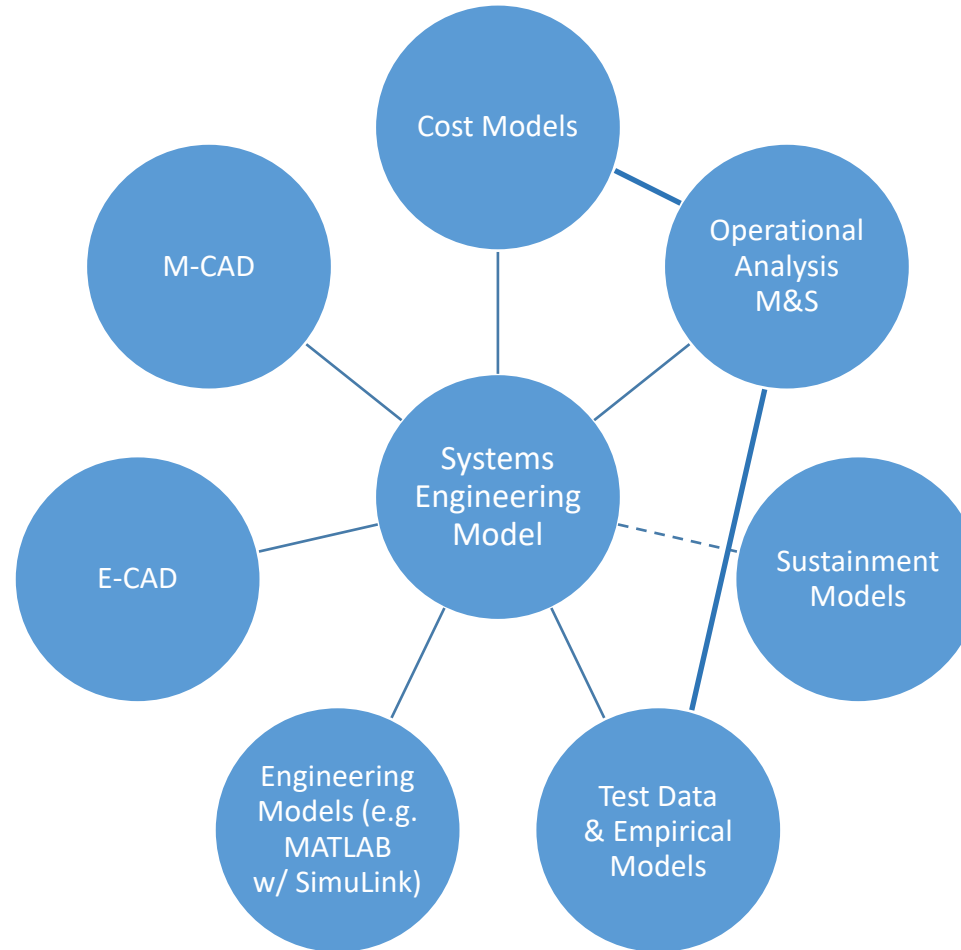 Cost Models
Operational
Analysis
M&S
M-CAD
Systems
Engineering
Model
Sustainment
Models
E-CAD
Engineering
Models (e.g.
MATLAB
w/ SimuLink)
Test Data
& Empirical
Models